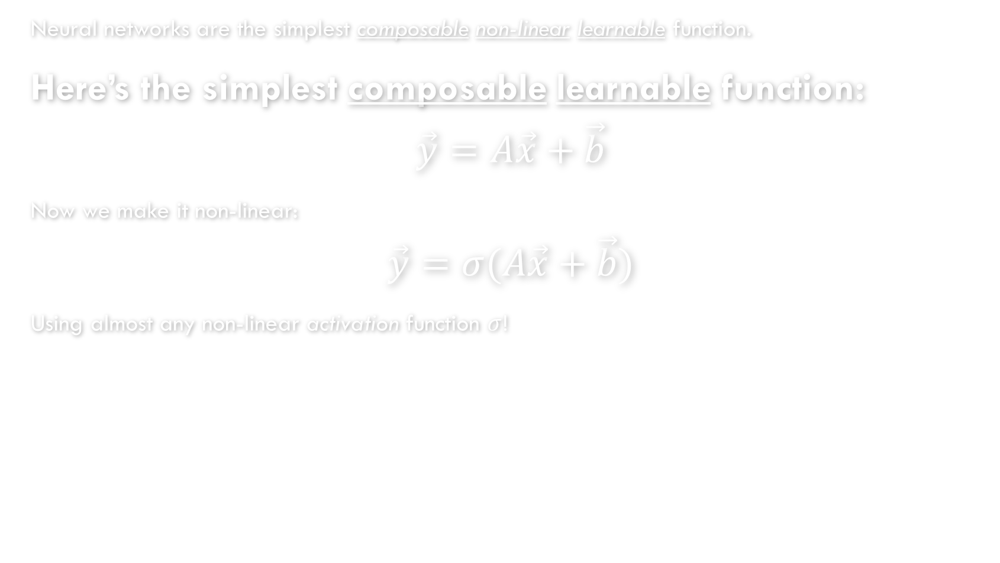 Neural networks are the simplest composable non-linear learnable function.
Here’s the simplest composable learnable function:
$\vec{y} = A\vec{x} + \vec{b}$
Now we make it non-linear:
$\vec{y} = \sigma(A\vec{x} + \vec{b})$
Using almost any non-linear activation function σ!